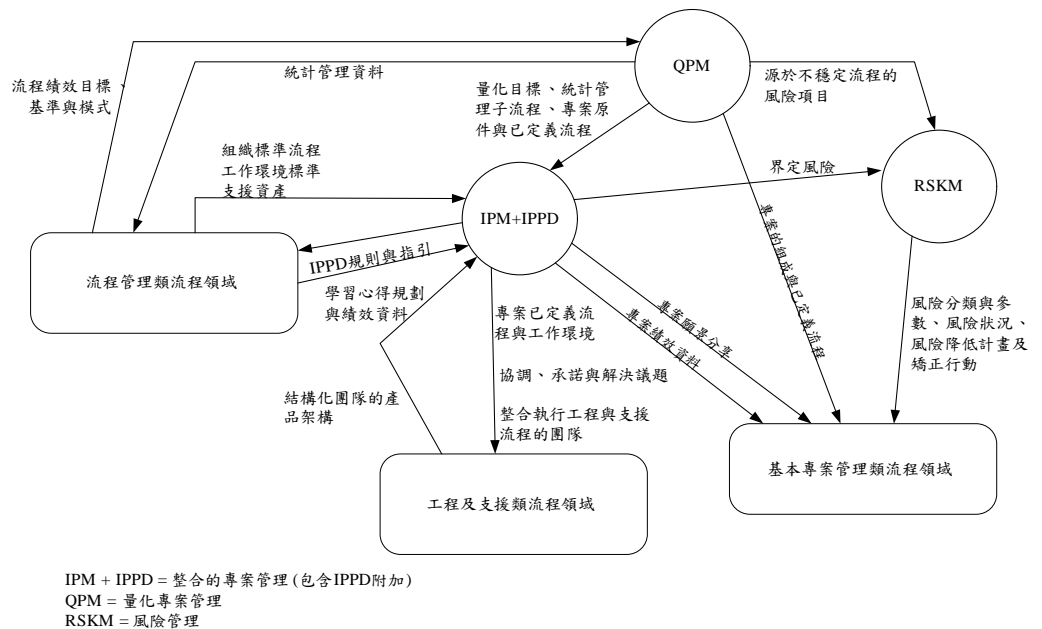 QPM
流程績效目標、
基準與模式
統計管理資料
量化目標、統計管
理子流程、專案原
件與已定義流程
源於不穩定流程的
風險項目
組織標準流程
工作環境標準
支援資產
界定風險
RSKM
IPM+IPPD
流程管理類流程領域
IPPD規則與指引
學習心得規劃
與績效資料
專案已定義流
程與工作環境
專案願景分享
專案績效資料
專案的組成與已定義流程
風險分類與參
數、風險狀況、
風險降低計畫及
矯正行動
協調、承諾與解決議題
結構化團隊的產
品架構
整合執行工程與支援
流程的團隊
基本專案管理類流程領域
工程及支援類流程領域
IPM + IPPD = 整合的專案管理 (包含IPPD附加)
QPM = 量化專案管理
RSKM = 風險管理